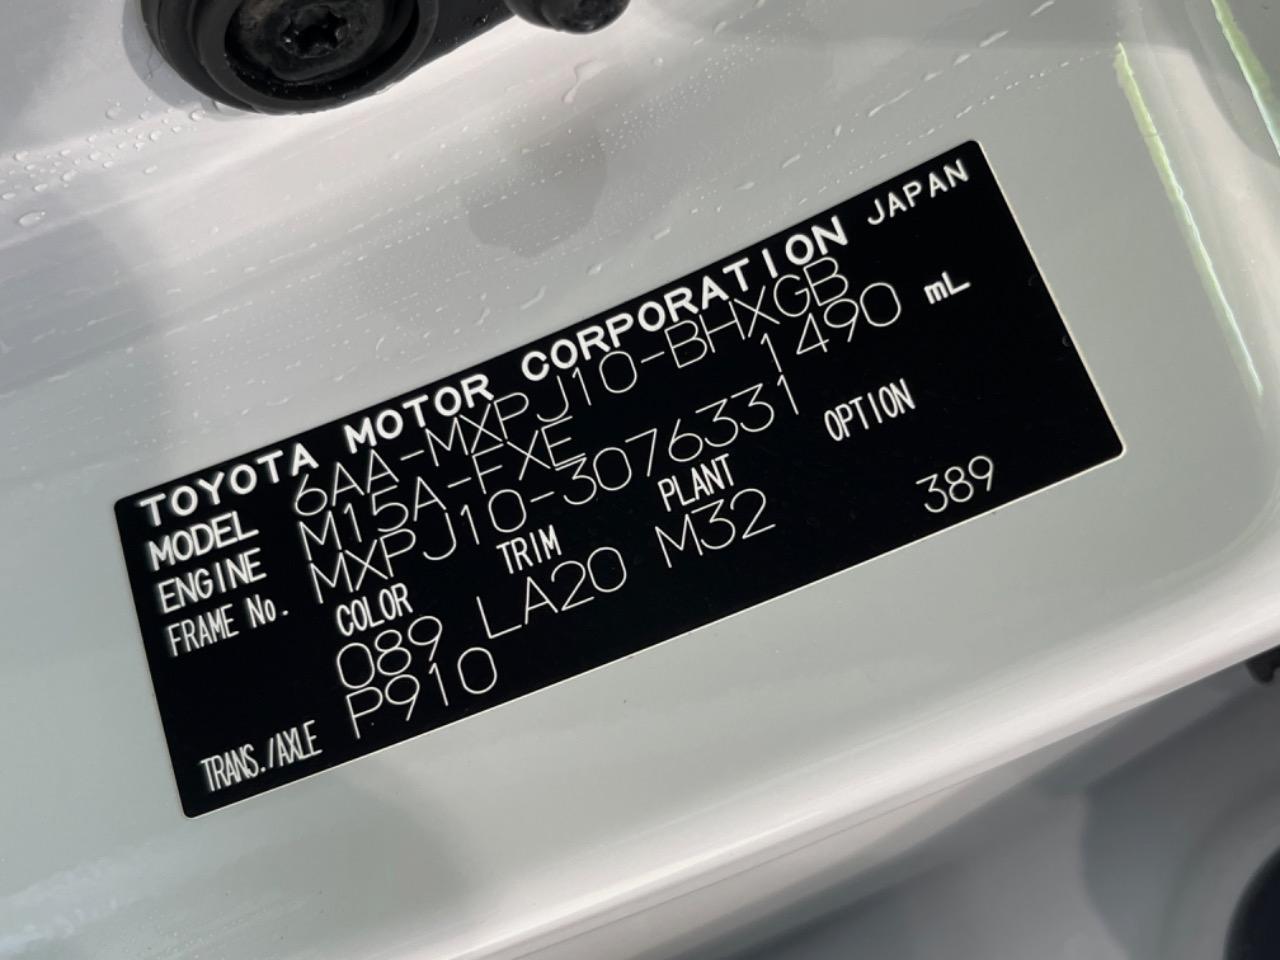 TOYOTA MOTOR CORPORATION JAPAN
MODEL 6AA-MXPJ10-BHXGB
ENGINE M15A-FXE 1490 mL
FRAME No. MXPJ10-3076331
COLOR TRIM PLANT OPTION
089 LA20 M32 389
TRANS./AXLE P910